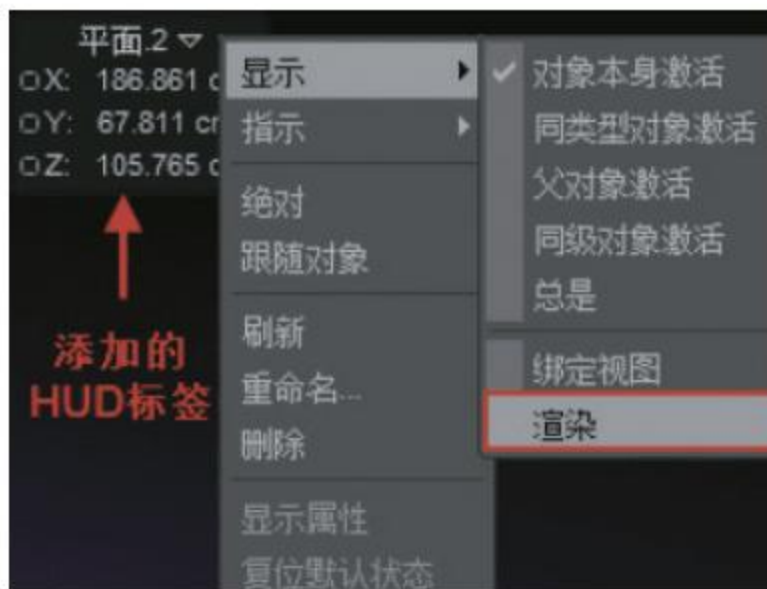 平面.2
X: 186.861 c
Y: 67.811 cr
Z: 105.765 c
添加的
HUD标签
显示
指示
绝对
跟随对象
刷新
重命名...
删除
显示属性
复位默认状态
对象本身激活
同类型对象激活
父对象激活
同级对象激活
总是
绑定视图
渲染